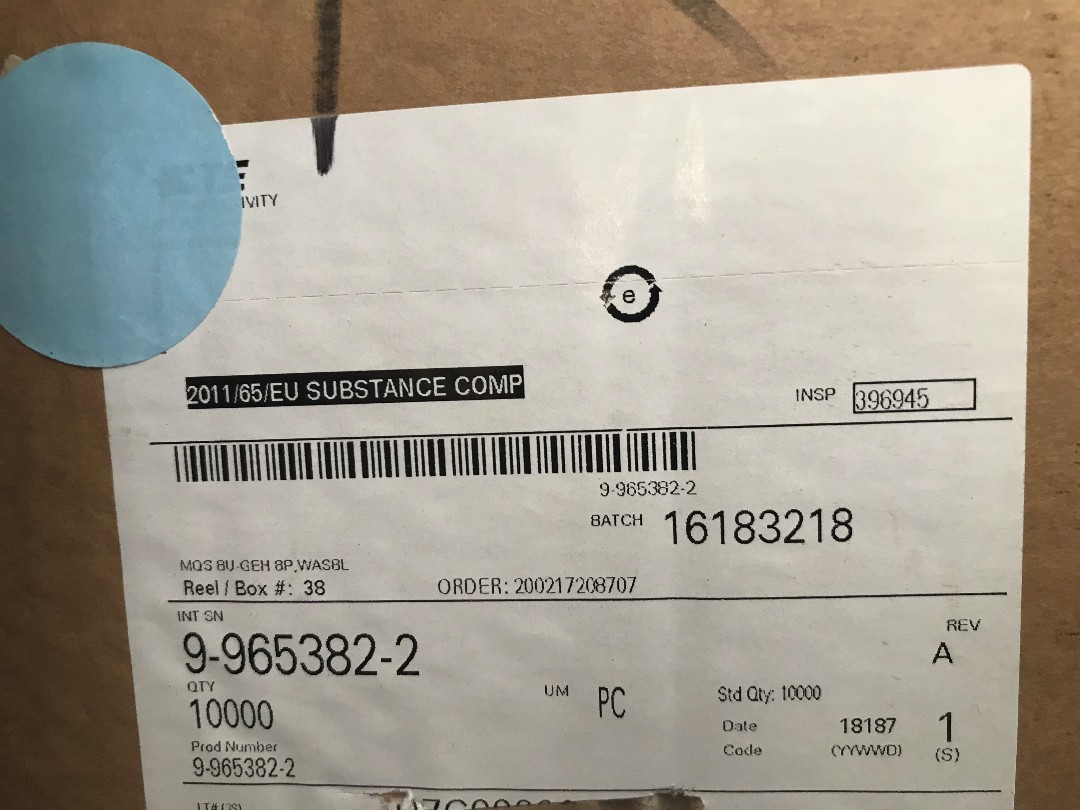 IVITY
e
2011/65/EU SUBSTANCE COMP
INSP 396945
9-965382-2
BATCH 16183218
MQS BU-GEH 8P,WASBL
Reel / Box #: 38 ORDER: 200217208707
INT SN
REV
9-965382-2 A
QTY
UM PC Std Qty: 10000
10000
Date 18187 1
Prod Number Code (YYWWD) (S)
9-965382-2